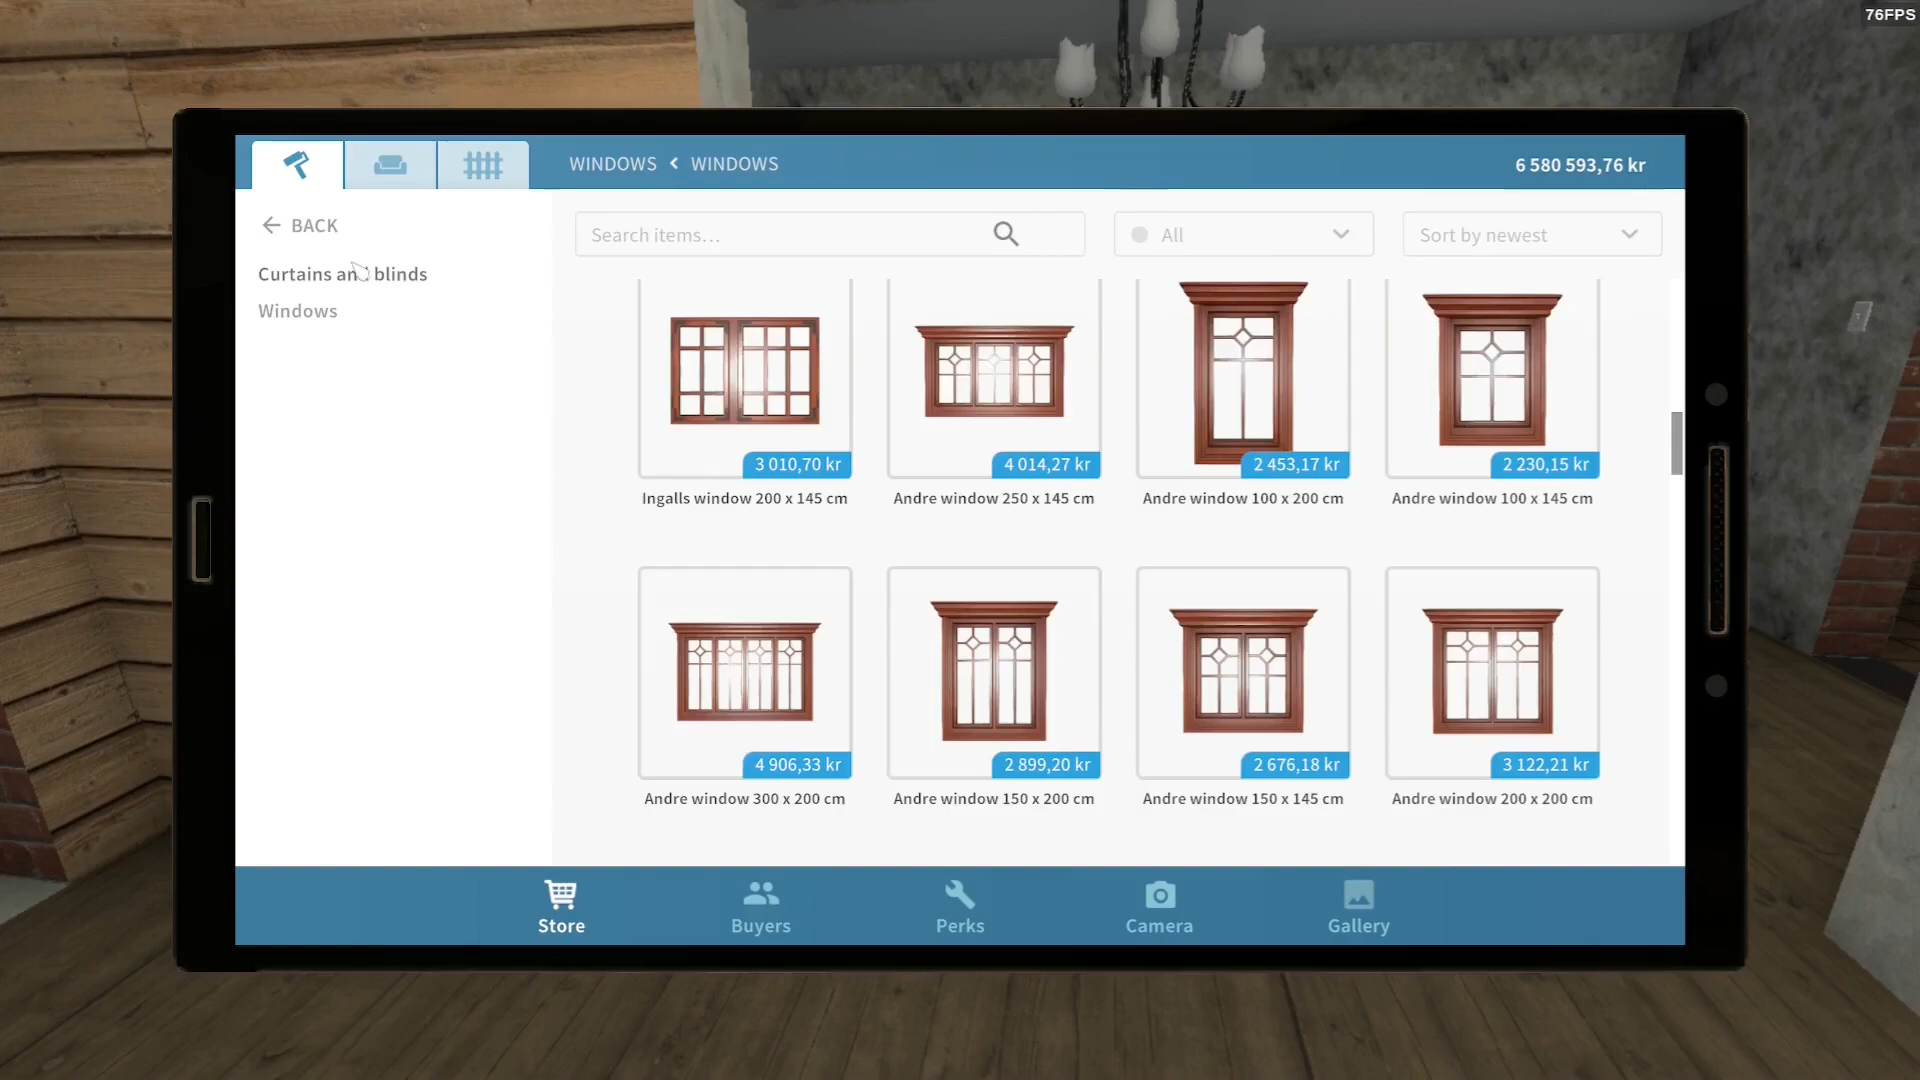 76FPS
WINDOWS < WINDOWS
6 580 593,76 kr
BACK
Curtains and blinds
Windows
Search items...
All
Sort by newest
3 010,70 kr
4 014,27 kr
2 453,17 kr
2 230,15 kr
Ingalls window 200 x 145 cm
Andre window 250 x 145 cm
Andre window 100 x 200 cm
Andre window 100 x 145 cm
4 906,33 kr
2 899,20 kr
2 676,18 kr
3 122,21 kr
Andre window 300 x 200 cm
Andre window 150 x 200 cm
Andre window 150 x 145 cm
Andre window 200 x 200 cm
Store
Buyers
Perks
Camera
Gallery